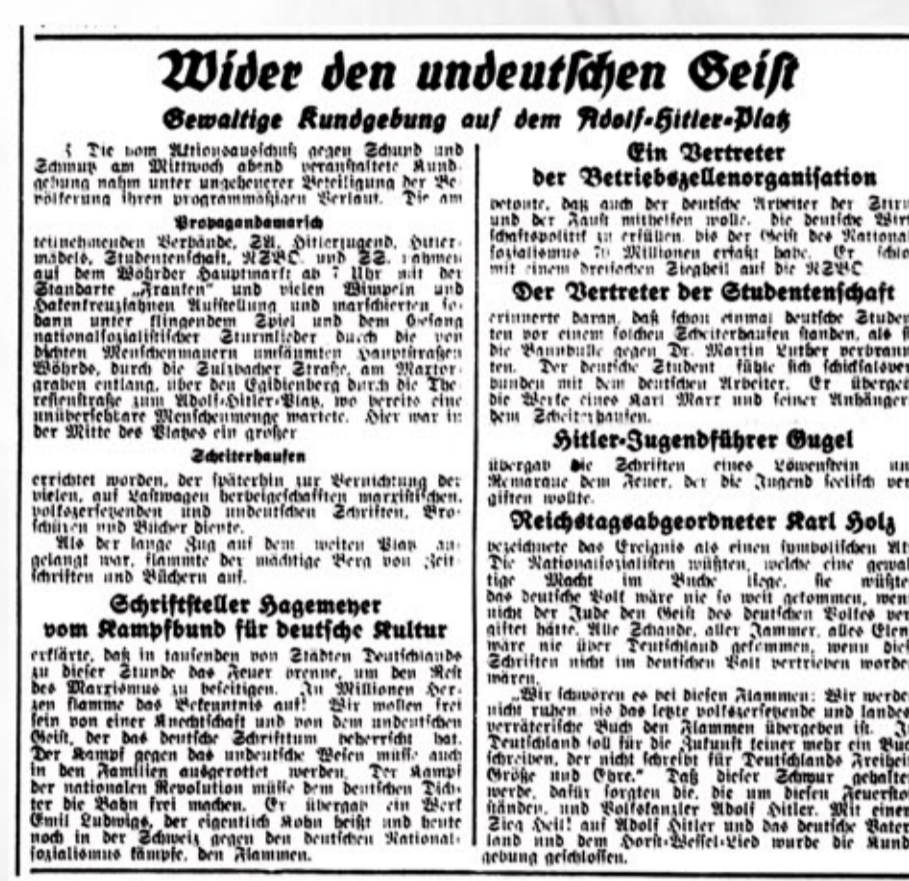 Wider den undeutschen Geist
Gewaltige Kundgebung auf dem Adolf-Hitler-Platz
§ Die vom Aktionsausschuß gegen Schund und
Schmutz am Mittwoch abend veranstaltete Kund-
gebung nahm unter ungeheuerer Beteiligung der Be-
völkerung ihren programmäßigen Verlauf. Die am
Propagandamarsch
teilnehmenden Verbände, SA, Hitlerjugend, Hitler-
mädels, Studentenschaft, NSBO. und SS. nahmen
auf dem Wöhrder Hauptmarkt ab 7 Uhr mit der
Standarte „Franken“ und vielen Wimpeln und
Hakenkreuzfahnen Aufstellung und marschierten so-
dann unter klingendem Spiel und dem Gesang
nationalsozialistischer Sturmlieder durch die von
dichten Menschenmauern umsäumten Hauptstraßen
Wöhrds, durch die Sulzbacher Straße, am Maxtor-
graben entlang, über den Egidienberg durch die The-
resienstraße zum Adolf-Hitler-Platz, wo bereits eine
unübersehbare Menschenmenge wartete. Hier war in
der Mitte des Platzes ein großer
Scheiterhaufen
errichtet worden, der späterhin zur Vernichtung der
vielen, auf Lastwagen herbeigeschafften marxistischen,
volkszersetzenden und undeutschen Schriften, Bro-
schüren und Bücher diente.
Als der lange Zug auf dem weiten Platz an-
gelangt war, flammte der mächtige Berg von Zeit-
schriften und Büchern auf.
Schriftsteller Hagemeyer
vom Kampfbund für deutsche Kultur
erklärte, daß in tausenden von Städten Deutschlands
zu dieser Stunde das Feuer brenne, um den Rest
des Marxismus zu beseitigen. In Millionen Her-
zen flamme das Bekenntnis auf: Wir wollen frei
sein von einer Knechtschaft und von dem undeutschen
Geist, der das deutsche Schrifttum beherrscht hat.
Der Kampf gegen das undeutsche Wesen müsse auch
in den Familien ausgerottet werden. Der Kampf
der nationalen Revolution müsse dem deutschen Dich-
ter die Bahn frei machen. Er übergab ein Werk
Emil Ludwigs, der eigentlich Kohn heißt und heute
noch in der Schweiz gegen den deutschen National-
sozialismus kämpfe, den Flammen.
Ein Vertreter
der Betriebszellenorganisation
betonte, daß auch der deutsche Arbeiter der Stirn
und der Faust mithelfen wolle, die deutsche Wirt
schaftspolitik zu erfüllen, bis der Geist des National
sozialismus 70 Millionen erfaßt habe. Er schlo
mit einem dreifachen Siegheil auf die NSBO
Der Vertreter der Studentenschaft
erinnerte daran, daß schon einmal deutsche Studen
ten vor einem solchen Scheiterhaufen standen, als s
die Bannbulle gegen Dr. Martin Luther verbrann
ten. Der deutsche Student fühle sich schicksalsver
bunden mit dem deutschen Arbeiter. Er überge
die Werke eines Karl Marx und seiner Anhänger
dem Scheiterhaufen.
Hitler-Jugendführer Gugel
übergab die Schriften eines Löwenstein un
Remarque dem Feuer, der die Jugend seelisch ver
giften wollte.
Reichstagsabgeordneter Karl Holz
bezeichnete das Ereignis als einen symbolischen Akt
Die Nationalsozialisten wüßten, welche eine gewal
tige Macht im Buche liege, sie wüßte
das deutsche Volk wäre nie so weit gekommen, wen
nicht der Jude den Geist des deutschen Volkes ver
giftet hätte. Alle Schande, aller Jammer, alles Elen
wäre nie über Deutschland gekommen, wenn dies
Schriften nicht im deutschen Volk vertrieben worde
wären.
„Wir schwören es bei diesen Flammen: Wir werde
nicht ruhen, bis das letzte volkszersetzende und landes
verräterische Buch den Flammen übergeben ist. I
Deutschland soll für die Zukunft keiner mehr ein Buc
schreiben, der nicht schreibt für Deutschlands Freihei
Größe und Ehre.“ Daß dieser Schwur gehalte
werde, dafür sorgten die, die um diesen Feuersto
ständen, und Volkskanzler Adolf Hitler. Mit einer
Sieg Heil! auf Adolf Hitler und das deutsche Vater
land und dem Horst-Wessel-Lied wurde die Kund
gebung geschlossen.